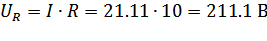 U_R = I · R = 21.11 · 10 = 211.1 В